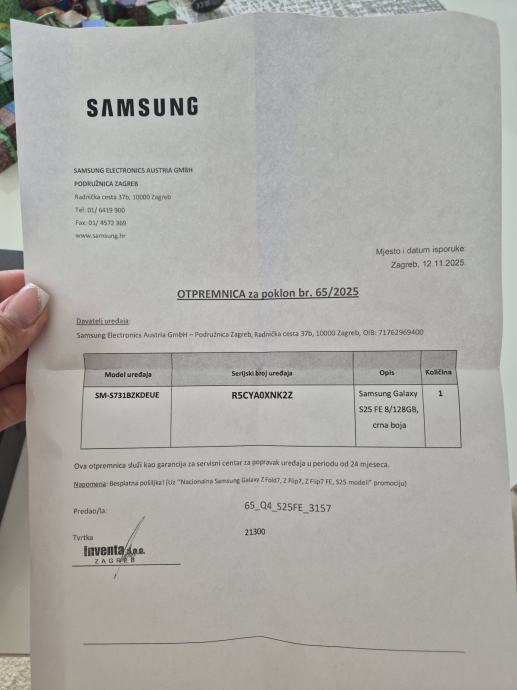 SAMSUNG
SAMSUNG ELECTRONICS AUSTRIA GMBH
PODRUŽNICA ZAGREB
Radnička cesta 37b, 10000 Zagreb
Tel: 01/ 6419 900
Fax: 01/ 4572 369
www.samsung.hr
Mjesto i datum isporuke:
Zagreb, 12.11.2025.
OTPREMNICA za poklon br. 65/2025
Davatelj uređaja:
Samsung Electronics Austria GmbH – Podružnica Zagreb, Radnička cesta 37b, 10000 Zagreb, OIB: 71762969400
Model uređaja Serijski broj uređaja Opis Količina
SM-S731BZKDEUE R5CYA0XNK2Z Samsung Galaxy 1
S25 FE 8/128GB,
crna boja
Ova otpremnica služi kao garancija za servisni centar za popravak uređaja u periodu od 24 mjeseca.
Napomena: Besplatna pošiljka! (Uz "Nacionalna Samsung Galaxy Z Fold7, Z Flip7, Z Flip7 FE, S25 modeli" promociju)
Predao/la: 65_Q4_S25FE_3157
Tvrtka 21300
Inventa d.o.o.
ZAGREB